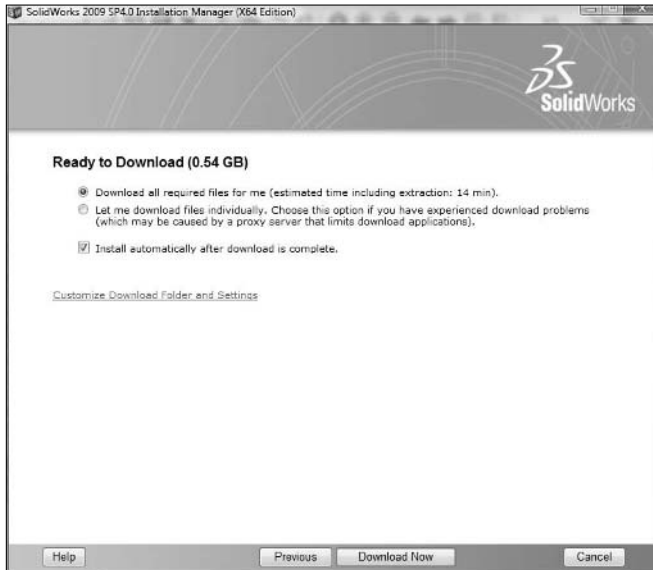 SolidWorks 2009 SP4.0 Installation Manager (X64 Edition)
SolidWorks
Ready to Download (0.54 GB)
Download all required files for me (estimated time including extraction: 14 min).
Let me download files individually. Choose this option if you have experienced download problems
(which may be caused by a proxy server that limits download applications).
Install automatically after download is complete.
Customize Download Folder and Settings
Help
Previous
Download Now
Cancel